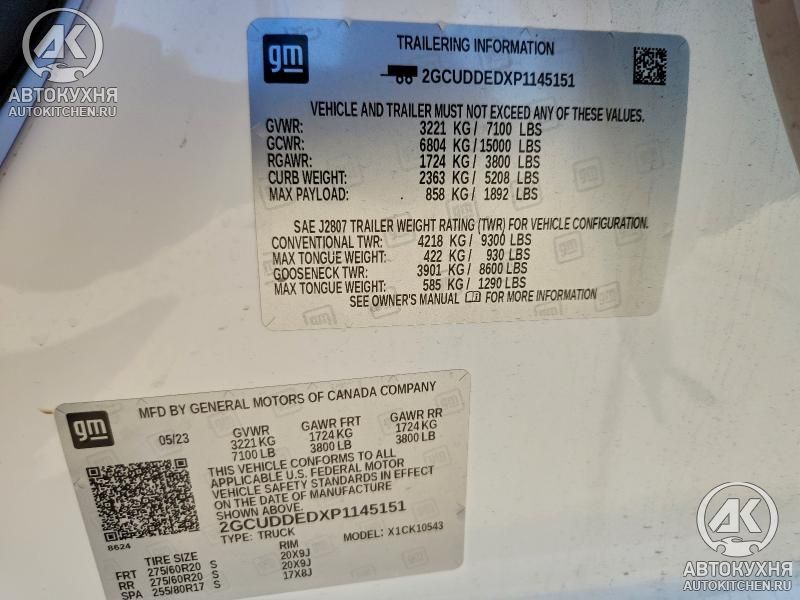 АВТОКУХНЯ
AUTOKITCHEN.RU
gm
TRAILERING INFORMATION
2GCUDDEDXP1145151
VEHICLE AND TRAILER MUST NOT EXCEED ANY OF THESE VALUES.
GVWR: 3221 KG / 7100 LBS
GCWR: 6804 KG / 15000 LBS
RGAWR: 1724 KG / 3800 LBS
CURB WEIGHT: 2363 KG / 5208 LBS
MAX PAYLOAD: 858 KG / 1892 LBS
SAE J2807 TRAILER WEIGHT RATING (TWR) FOR VEHICLE CONFIGURATION.
CONVENTIONAL TWR: 4218 KG / 9300 LBS
MAX TONGUE WEIGHT: 422 KG / 930 LBS
GOOSENECK TWR: 3901 KG / 8600 LBS
MAX TONGUE WEIGHT: 585 KG / 1290 LBS
SEE OWNER'S MANUAL FOR MORE INFORMATION
gm
MFD BY GENERAL MOTORS OF CANADA COMPANY
05/23 GVWR GAWR FRT GAWR RR
3221 KG 1724 KG 1724 KG
7100 LB 3800 LB 3800 LB
THIS VEHICLE CONFORMS TO ALL
APPLICABLE U.S. FEDERAL MOTOR
VEHICLE SAFETY STANDARDS IN EFFECT
ON THE DATE OF MANUFACTURE
2GCUDDEDXP1145151
TYPE: TRUCK MODEL: X1CK10543
8624
TIRE SIZE RIM
FRT 275/60R20 S 20X9J
RR 275/60R20 S 20X9J
SPA 255/80R17 S 17X8J
АВТОКУХНЯ
AUTOKITCHEN.RU